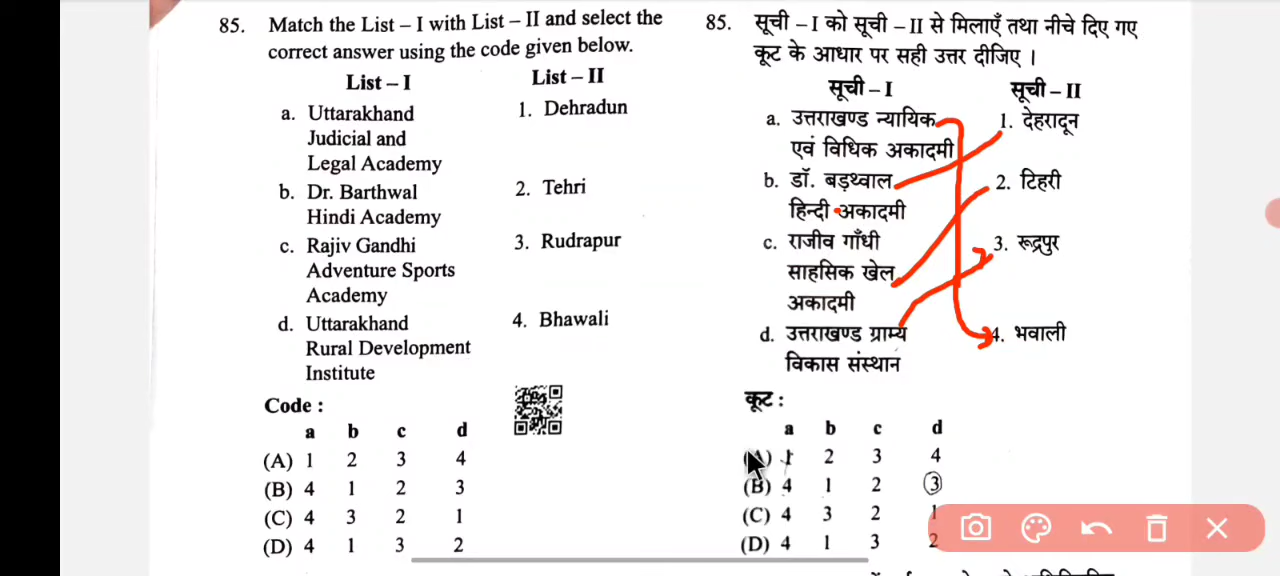 85. Match the List – I with List – II and select the
correct answer using the code given below.
List – I List – II
a. Uttarakhand 1. Dehradun
Judicial and
Legal Academy
b. Dr. Barthwal 2. Tehri
Hindi Academy
c. Rajiv Gandhi 3. Rudrapur
Adventure Sports
Academy
d. Uttarakhand 4. Bhawali
Rural Development
Institute
Code :
a b c d
(A) 1 2 3 4
(B) 4 1 2 3
(C) 4 3 2 1
(D) 4 1 3 2
85. सूची – I को सूची – II से मिलाएँ तथा नीचे दिए गए
कूट के आधार पर सही उत्तर दीजिए ।
सूची – I सूची – II
a. उत्तराखण्ड न्यायिक 1. देहरादून
एवं विधिक अकादमी
b. डॉ. बड़थ्वाल 2. टिहरी
हिन्दी अकादमी
c. राजीव गाँधी 3. रूद्रपुर
साहसिक खेल
अकादमी
d. उत्तराखण्ड ग्राम्य 4. भवाली
विकास संस्थान
कूट :
a b c d
(A) 1 2 3 4
(B) 4 1 2 3
(C) 4 3 2 1
(D) 4 1 3 2